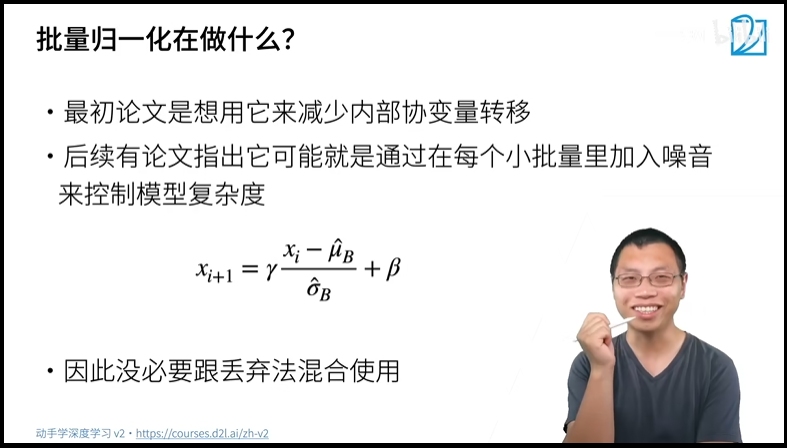 批量归一化在做什么？
• 最初论文是想用它来减少内部协变量转移
• 后续有论文指出它可能就是通过在每个小批量里加入噪音
来控制模型复杂度
x_{i+1} = γ \frac{x_i − \hat{μ}_B}{\hat{σ}_B} + β
• 因此没必要跟丢弃法混合使用
动手学深度学习 v2 • https://courses.d2l.ai/zh-v2